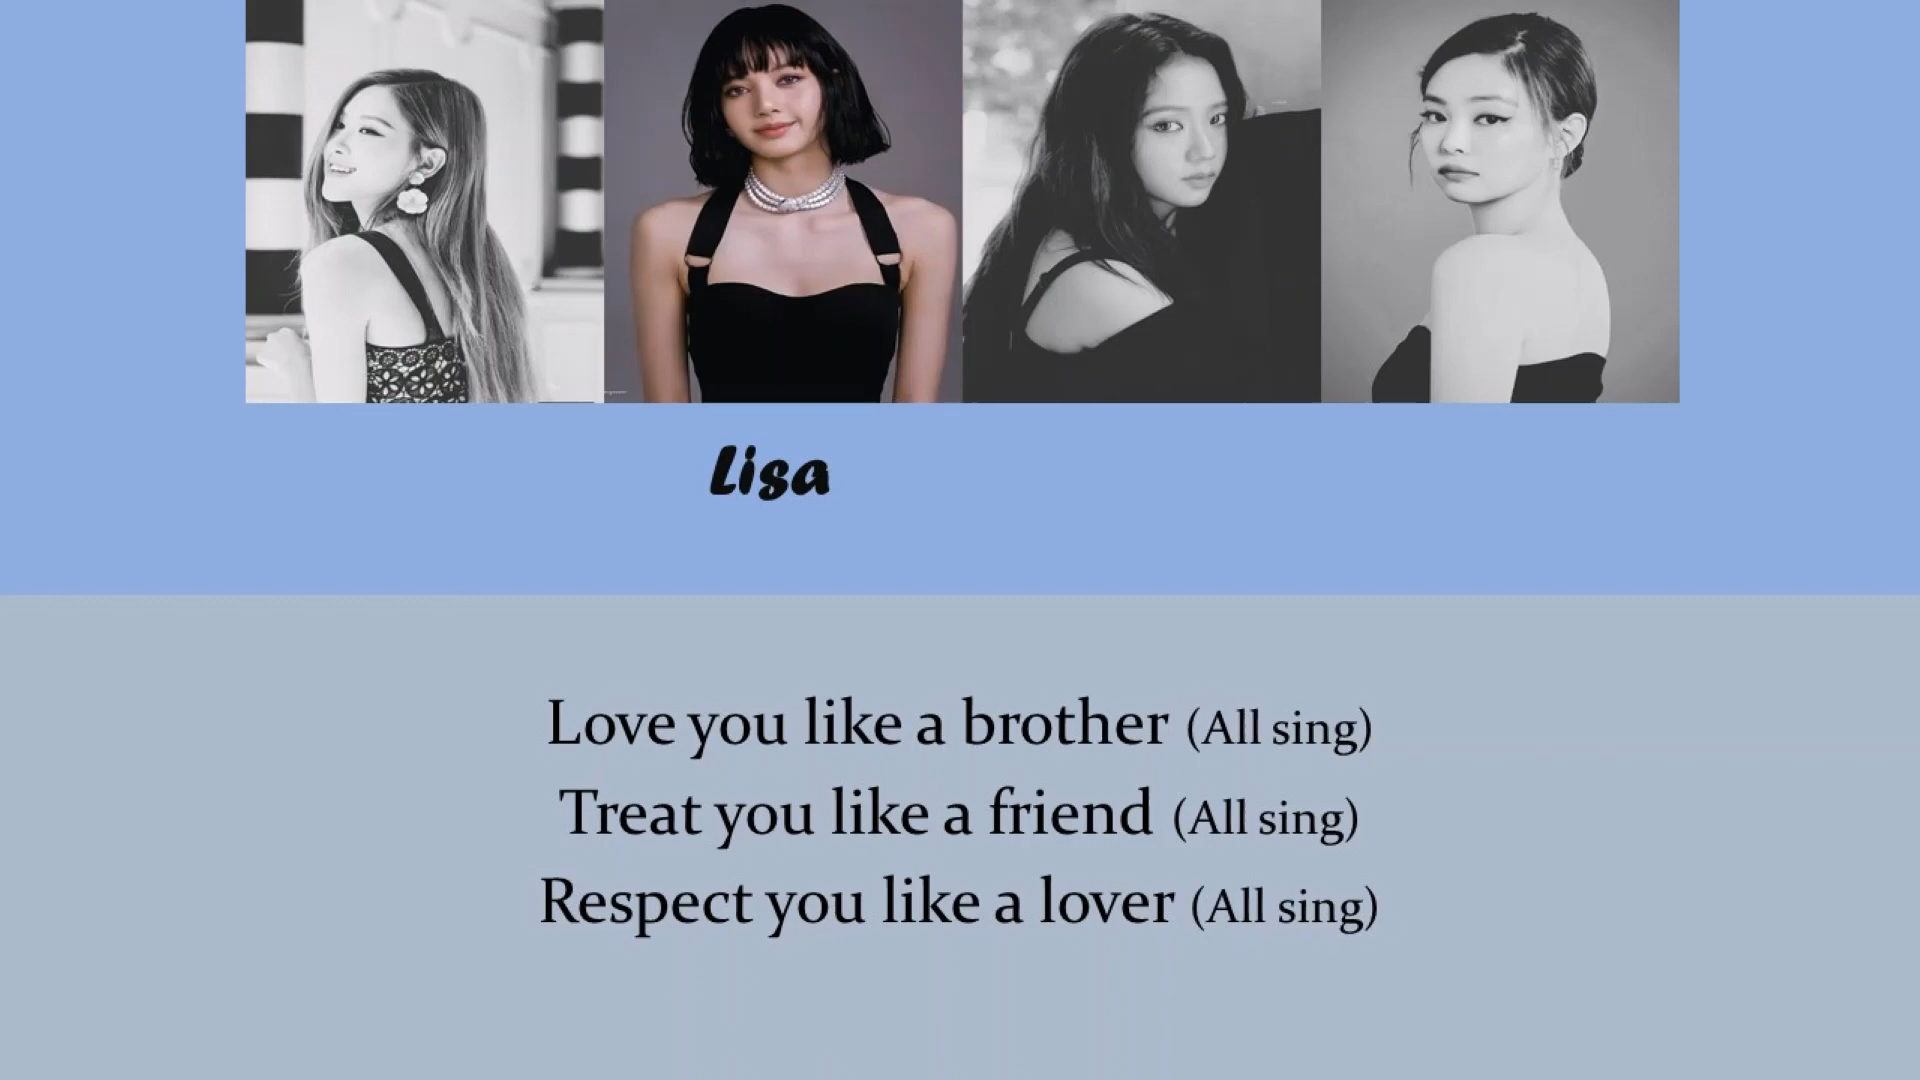 Lisa
Love you like a brother (All sing)
Treat you like a friend (All sing)
Respect you like a lover (All sing)